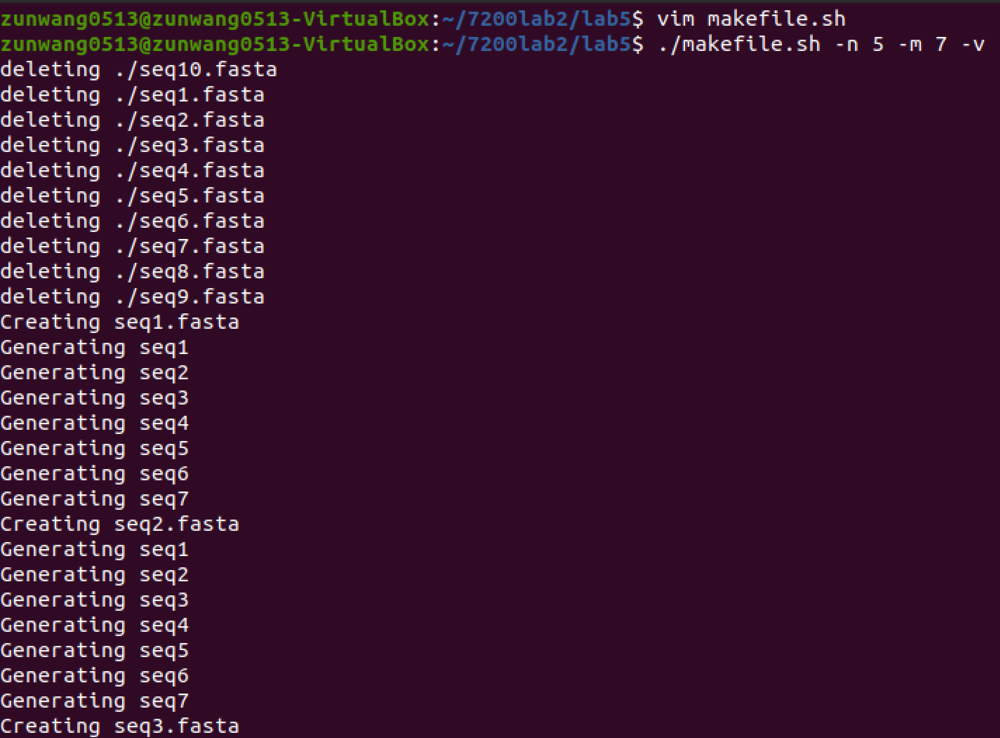 zunwang0513@zunwang0513-VirtualBox:~/7200lab2/lab5$ vim makefile.sh
zunwang0513@zunwang0513-VirtualBox:~/7200lab2/lab5$ ./makefile.sh -n 5 -m 7 -v
deleting ./seq10.fasta
deleting ./seq1.fasta
deleting ./seq2.fasta
deleting ./seq3.fasta
deleting ./seq4.fasta
deleting ./seq5.fasta
deleting ./seq6.fasta
deleting ./seq7.fasta
deleting ./seq8.fasta
deleting ./seq9.fasta
Creating seq1.fasta
Generating seq1
Generating seq2
Generating seq3
Generating seq4
Generating seq5
Generating seq6
Generating seq7
Creating seq2.fasta
Generating seq1
Generating seq2
Generating seq3
Generating seq4
Generating seq5
Generating seq6
Generating seq7
Creating seq3.fasta